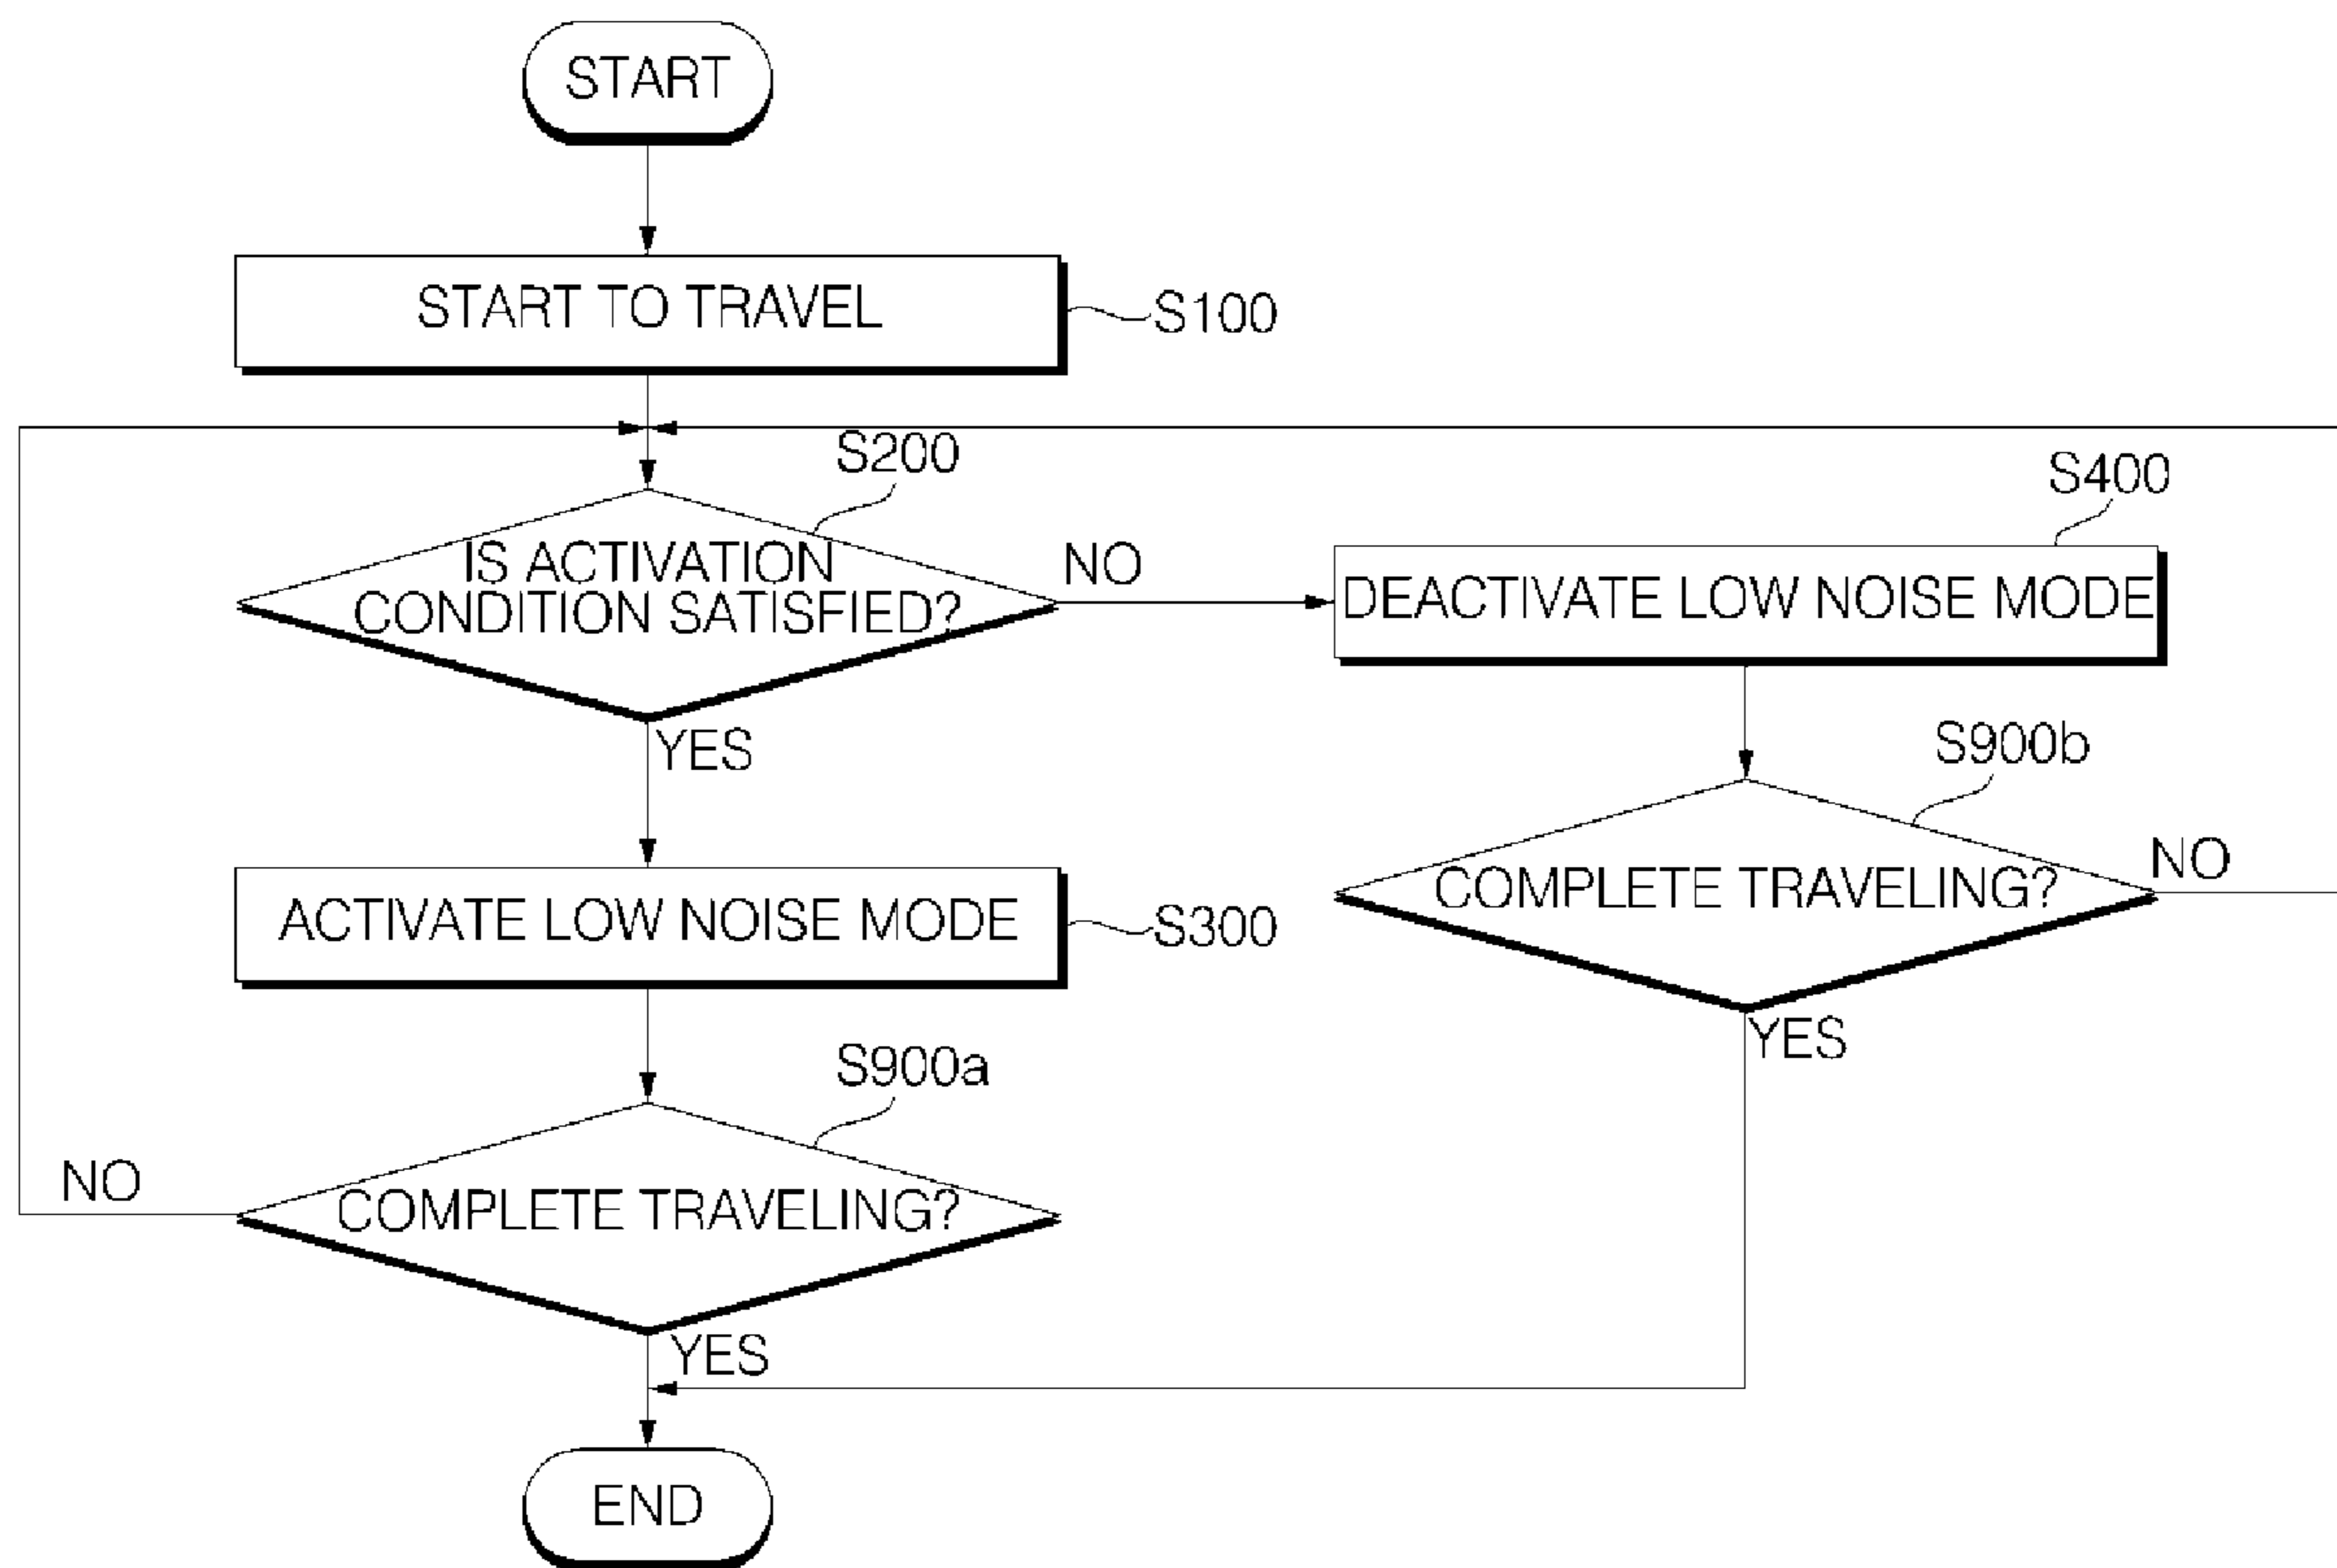 START
START TO TRAVEL
S100
S200
IS ACTIVATION
CONDITION SATISFIED?
NO
YES
S400
DEACTIVATE LOW NOISE MODE
S900b
COMPLETE TRAVELING?
NO
YES
ACTIVATE LOW NOISE MODE
S300
S900a
COMPLETE TRAVELING?
NO
YES
END